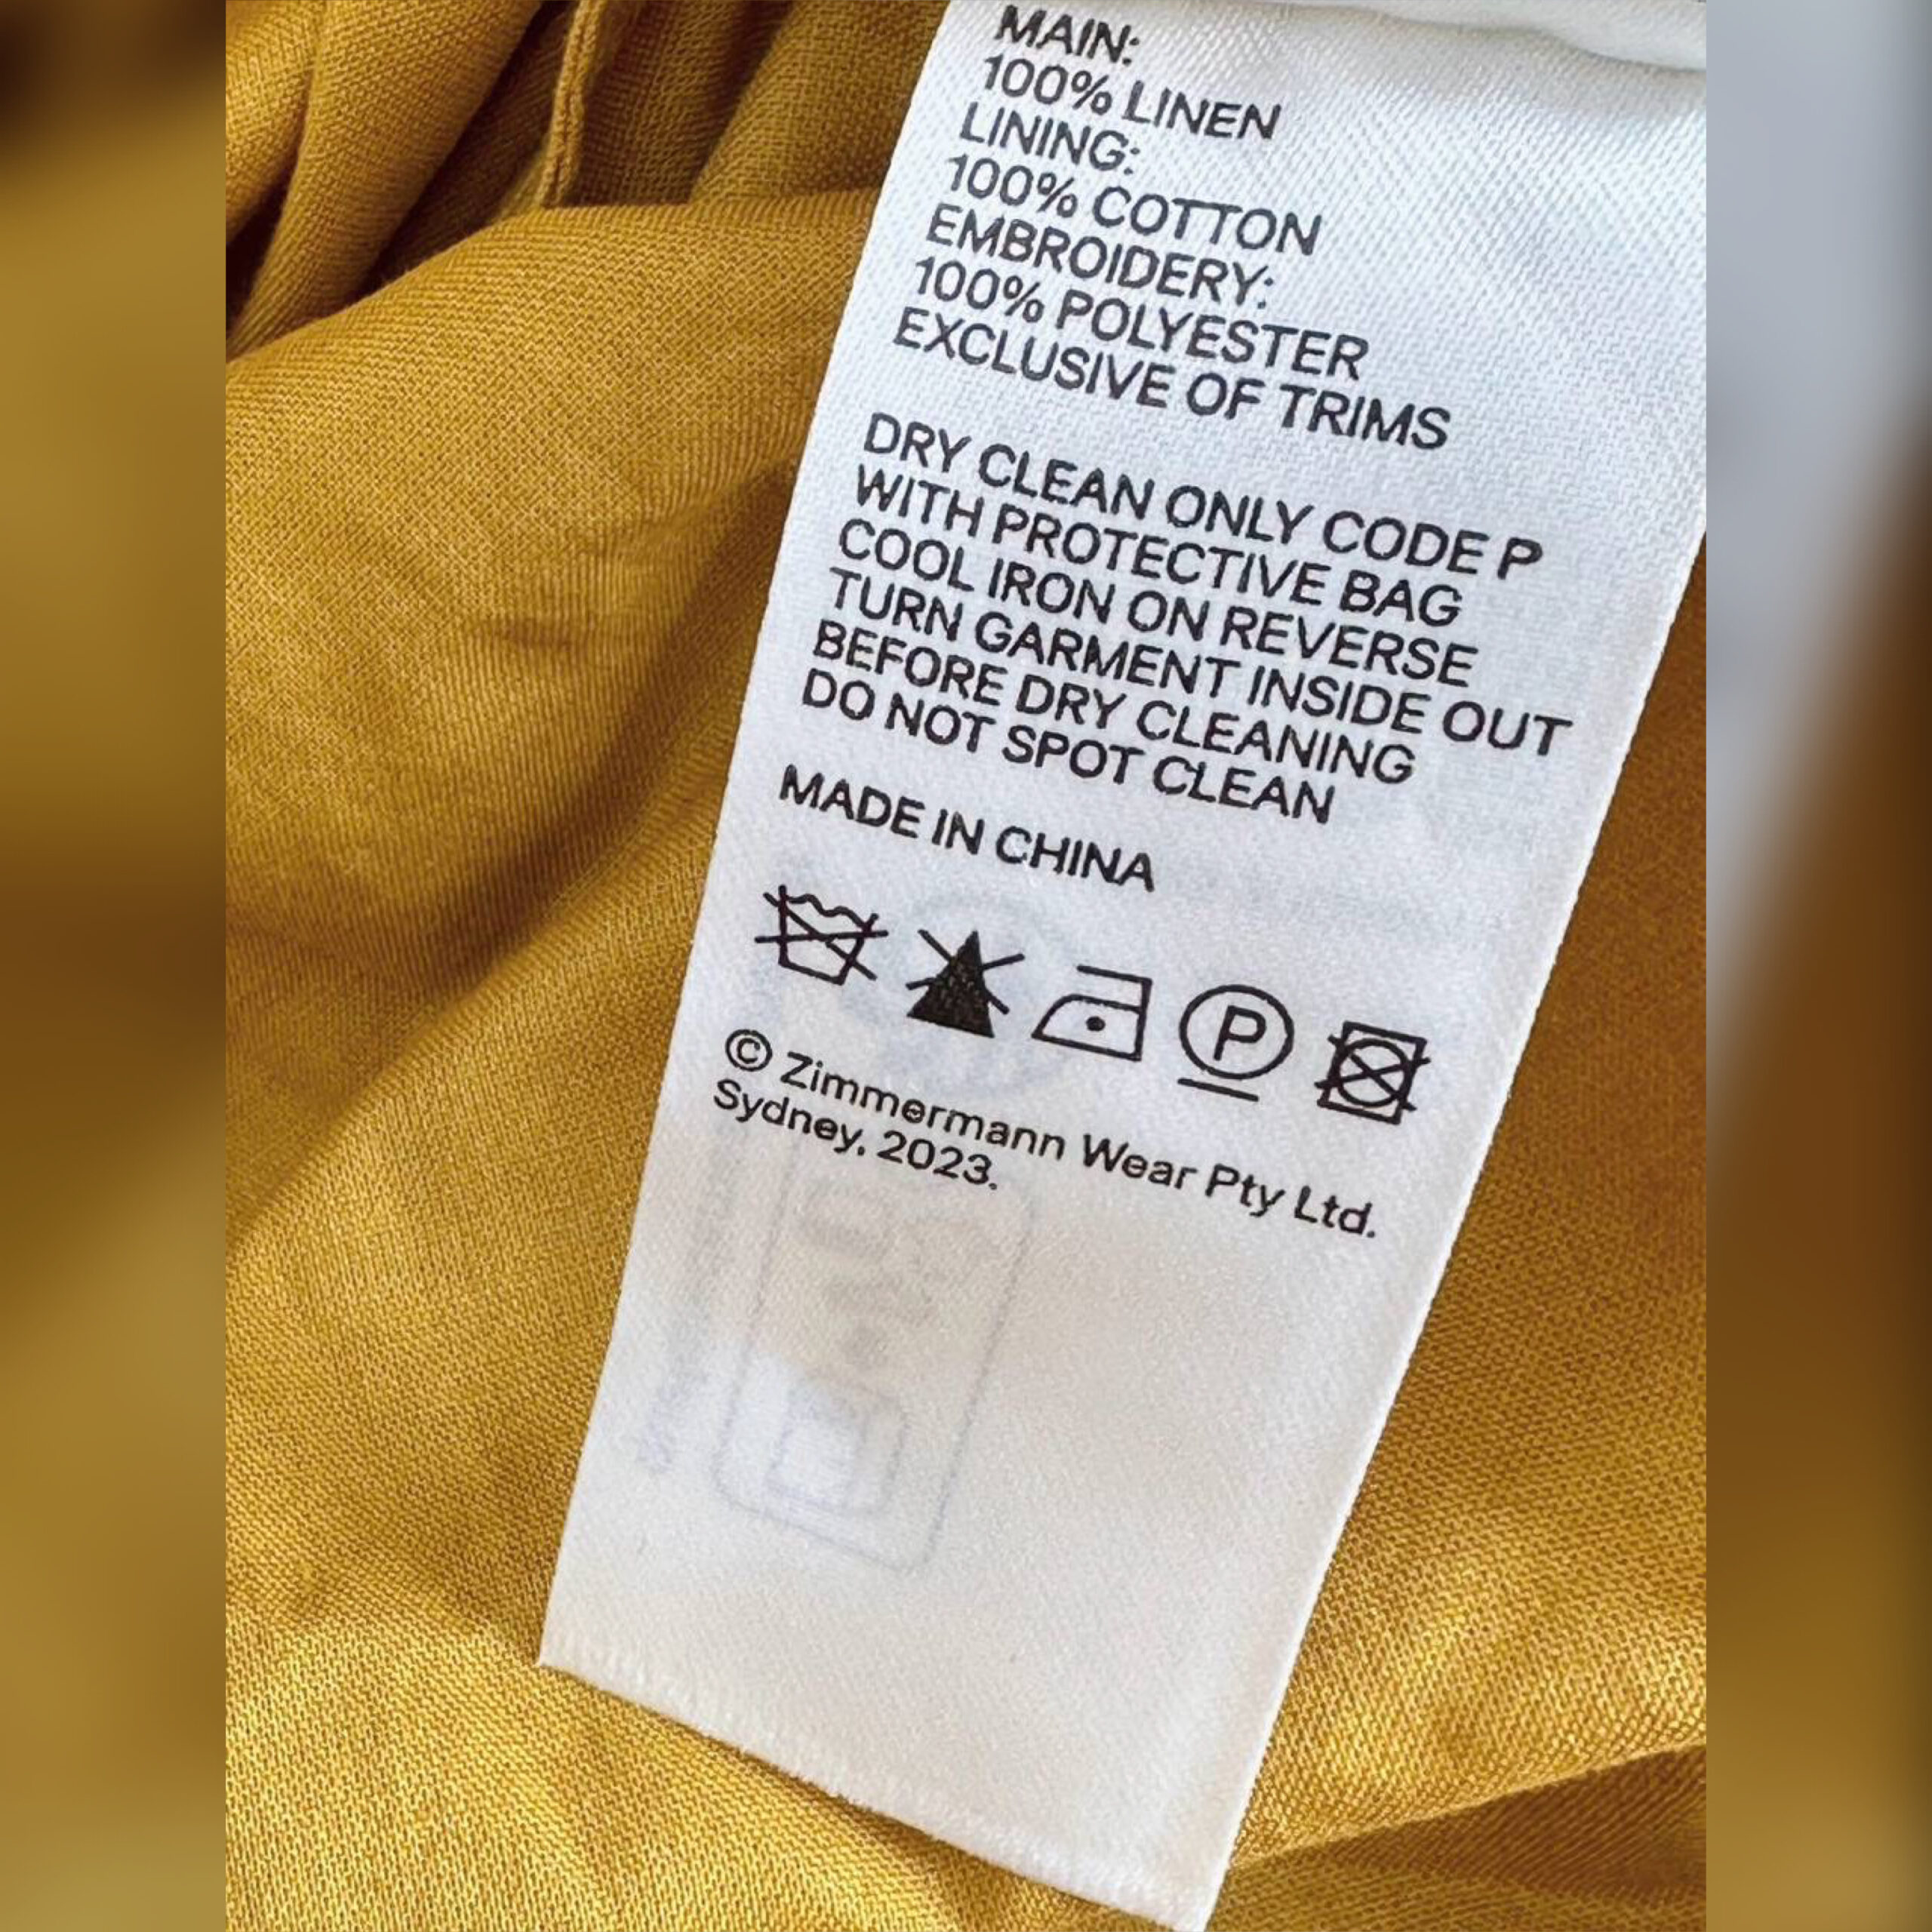 MAIN:
100% LINEN
LINING:
100% COTTON
EMBROIDERY:
100% POLYESTER
EXCLUSIVE OF TRIMS
DRY CLEAN ONLY CODE P
WITH PROTECTIVE BAG
COOL IRON ON REVERSE
TURN GARMENT INSIDE OUT
BEFORE DRY CLEANING
DO NOT SPOT CLEAN
MADE IN CHINA
P
© Zimmermann Wear Pty Ltd.
Sydney, 2023.